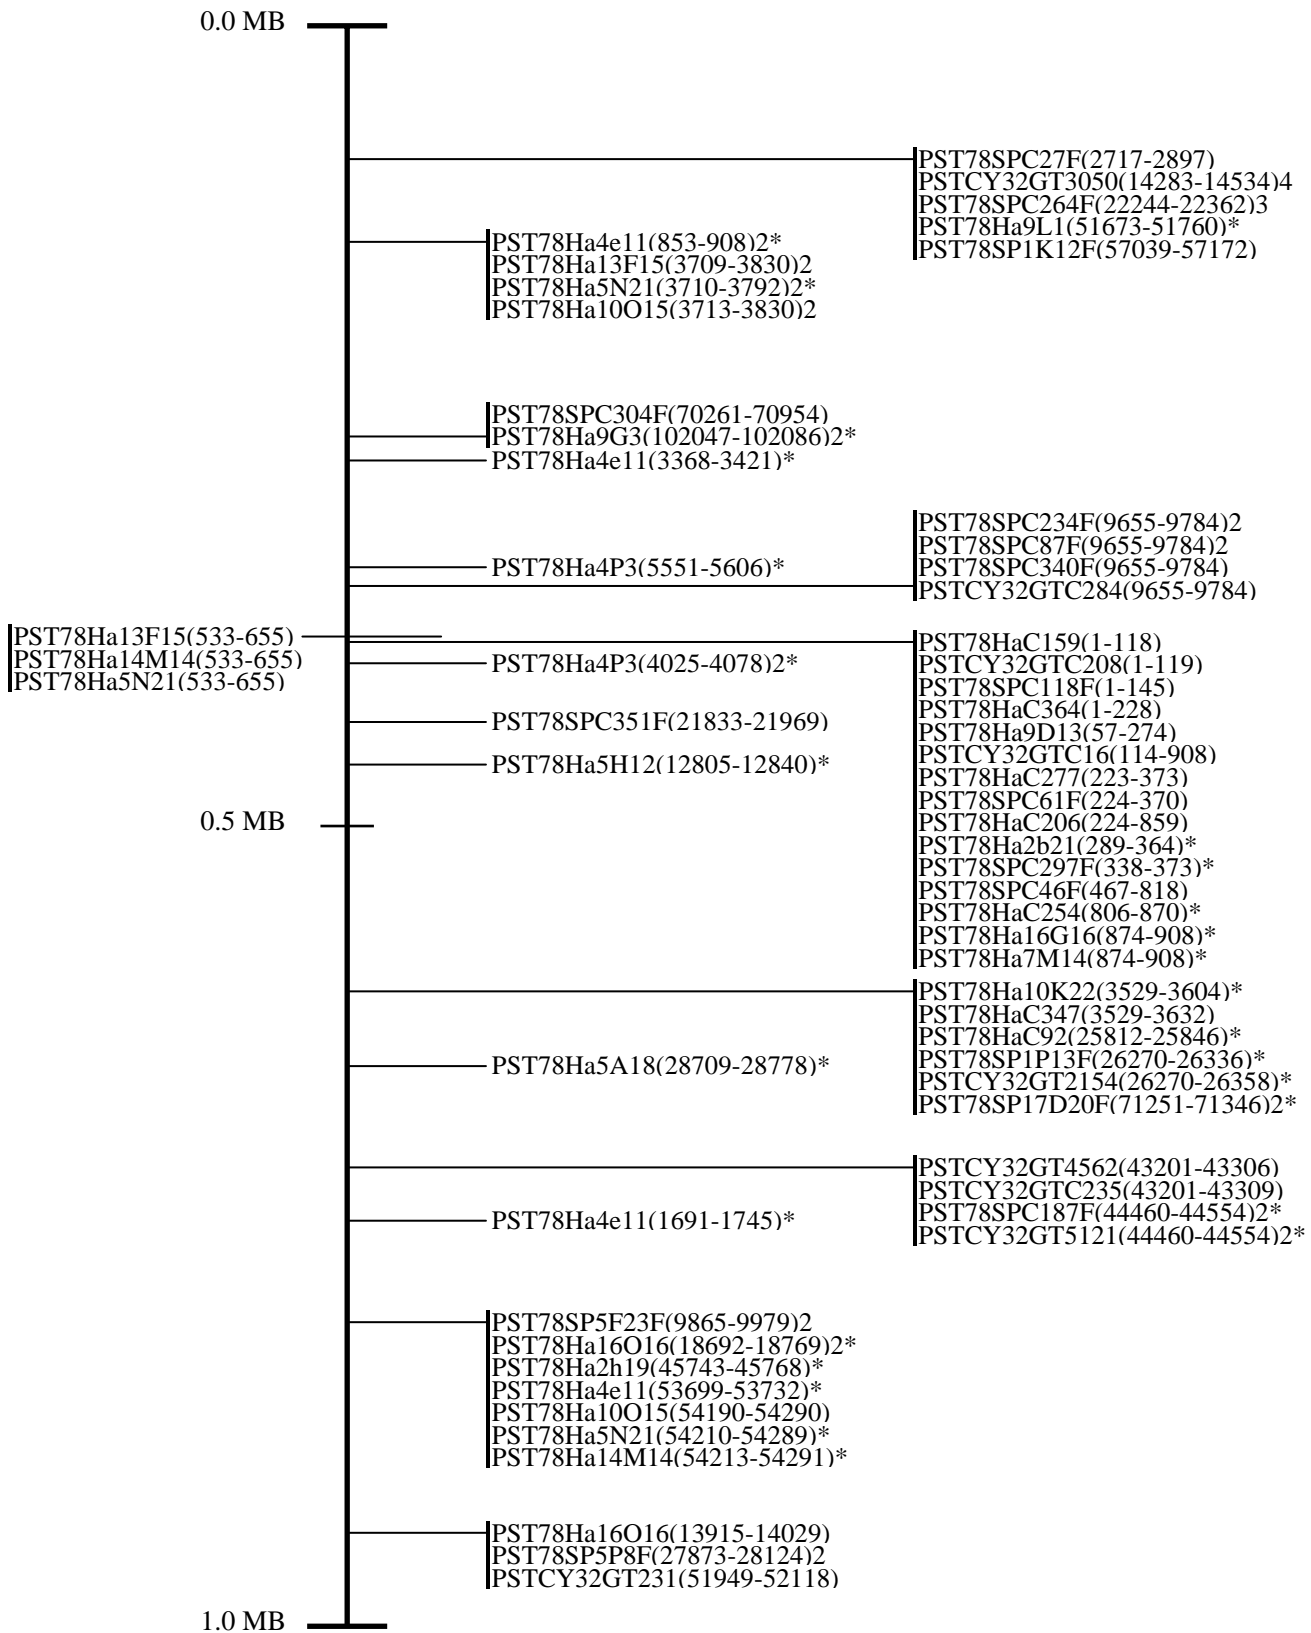 0.0 MB
PST78SPC27F(2717-2897)
PSTCY32GT3050(14283-14534)4
PST78SPC264F(22244-22362)3
PST78Ha9L1(51673-51760)*
PST78SP1K12F(57039-57172)
PST78Ha4e11(853-908)2*
PST78Ha13F15(3709-3830)2
PST78Ha5N21(3710-3792)2*
PST78Ha10O15(3713-3830)2
PST78SPC304F(70261-70954)
PST78Ha9G3(102047-102086)2*
PST78Ha4e11(3368-3421)*
PST78SPC234F(9655-9784)2
PST78SPC87F(9655-9784)2
PST78SPC340F(9655-9784)
PSTCY32GTC284(9655-9784)
PST78Ha4P3(5551-5606)*
PST78Ha13F15(533-655)
PST78Ha14M14(533-655)
PST78Ha5N21(533-655)
PST78HaC159(1-118)
PSTCY32GTC208(1-119)
PST78SPC118F(1-145)
PST78HaC364(1-228)
PST78Ha9D13(57-274)
PSTCY32GTC16(114-908)
PST78HaC277(223-373)
PST78SPC61F(224-370)
PST78HaC206(224-859)
PST78Ha2b21(289-364)*
PST78SPC297F(338-373)*
PST78SPC46F(467-818)
PST78HaC254(806-870)*
PST78Ha16G16(874-908)*
PST78Ha7M14(874-908)*
PST78Ha4P3(4025-4078)2*
PST78SPC351F(21833-21969)
PST78Ha5H12(12805-12840)*
0.5 MB
PST78Ha10K22(3529-3604)*
PST78HaC347(3529-3632)
PST78HaC92(25812-25846)*
PST78SP1P13F(26270-26336)*
PSTCY32GT2154(26270-26358)*
PST78SP17D20F(71251-71346)2*
PST78Ha5A18(28709-28778)*
PSTCY32GT4562(43201-43306)
PSTCY32GTC235(43201-43309)
PST78SPC187F(44460-44554)2*
PSTCY32GT5121(44460-44554)2*
PST78Ha4e11(1691-1745)*
PST78SP5F23F(9865-9979)2
PST78Ha16O16(18692-18769)2*
PST78Ha2h19(45743-45768)*
PST78Ha4e11(53699-53732)*
PST78Ha10O15(54190-54290)
PST78Ha5N21(54210-54289)*
PST78Ha14M14(54213-54291)*
PST78Ha16O16(13915-14029)
PST78SP5P8F(27873-28124)2
PSTCY32GT231(51949-52118)
1.0 MB